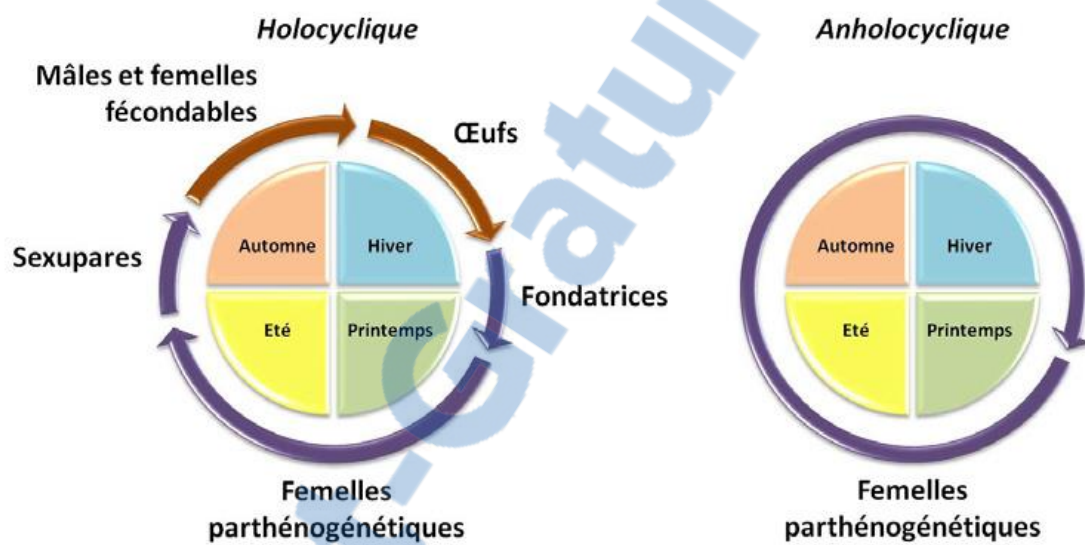 Holocyclique
Mâles et femelles
fécondables
Œufs
Sexupares
Automne
Hiver
Fondatrices
Eté
Printemps
Femelles
parthénogénétiques
Anholocyclique
Automne
Hiver
Eté
Printemps
Femelles
parthénogénétiques
r-Gratui